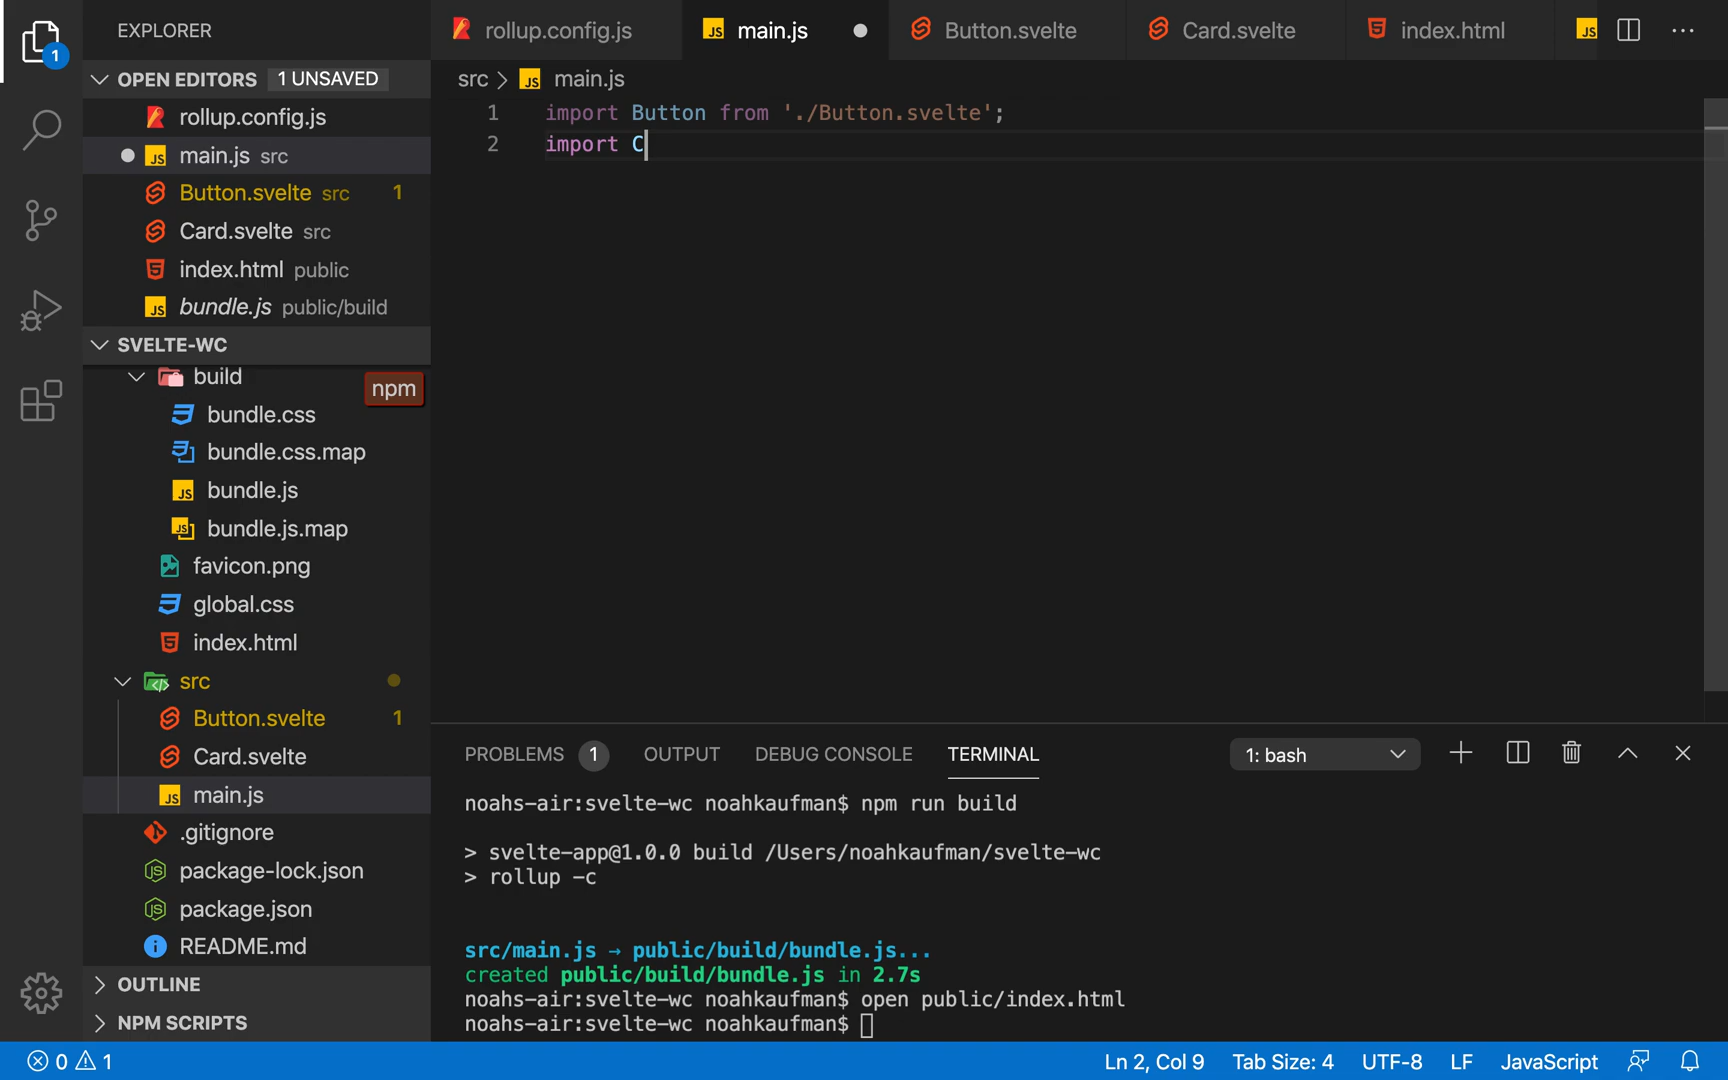 EXPLORER
OPEN EDITORS 1 UNSAVED
rollup.config.js
main.js src
Button.svelte src 1
Card.svelte src
index.html public
bundle.js public/build
SVELTE-WC
build
npm
bundle.css
bundle.css.map
bundle.js
bundle.js.map
favicon.png
global.css
index.html
src
Button.svelte 1
Card.svelte
main.js
.gitignore
package-lock.json
package.json
README.md
OUTLINE
NPM SCRIPTS
1
rollup.config.js main.js Button.svelte Card.svelte index.html
src > main.js
1 import Button from './Button.svelte';
2 import C
PROBLEMS 1 OUTPUT DEBUG CONSOLE TERMINAL 1: bash
noahs-air:svelte-wc noahkaufman$ npm run build
> svelte-app@1.0.0 build /Users/noahkaufman/svelte-wc
> rollup -c
src/main.js → public/build/bundle.js...
created public/build/bundle.js in 2.7s
noahs-air:svelte-wc noahkaufman$ open public/index.html
noahs-air:svelte-wc noahkaufman$
0 1 Ln 2, Col 9 Tab Size: 4 UTF-8 LF JavaScript